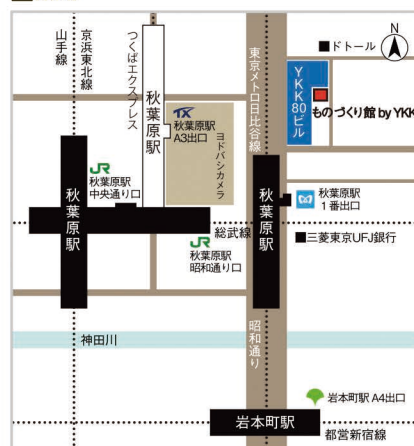 山手線
京浜東北線
つくばエクスプレス
秋葉原駅
TX
秋葉原駅
A3出口
ヨドバシカメラ
東京メトロ日比谷線
ドトール
N
YKK80ビル
ものづくり館 by YKK
JR
秋葉原駅
中央通り口
秋葉原駅
秋葉原駅
秋葉原駅
1番出口
総武線
JR
秋葉原駅
昭和通り口
三菱東京UFJ銀行
神田川
昭和通り
岩本町駅 A4出口
岩本町駅
都営新宿線